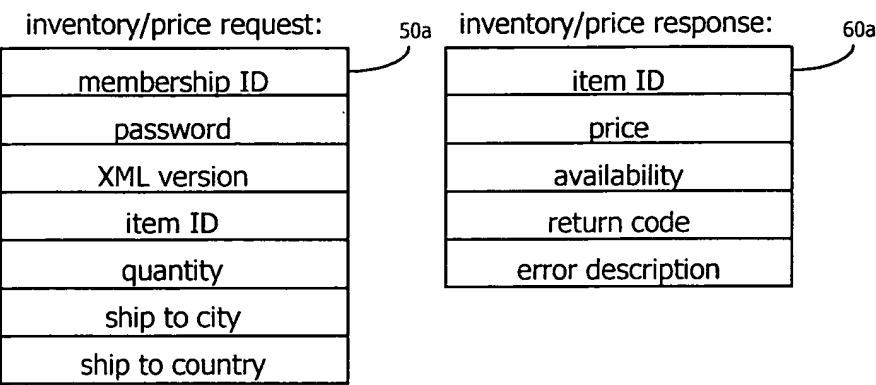 inventory/price request:
50a
membership ID
password
XML version
item ID
quantity
ship to city
ship to country
inventory/price response:
60a
item ID
price
availability
return code
error description